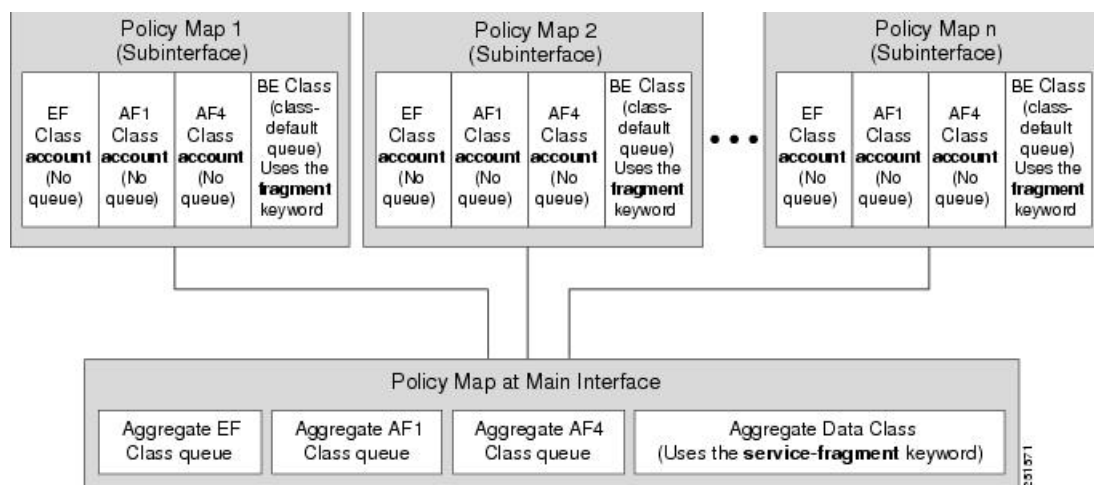 Policy Map 1
(Subinterface)
EF
Class
account
(No
queue)
AF1
Class
account
(No
queue)
AF4
Class
account
(No
queue)
BE Class
(class-
default
queue)
Uses the
fragment
keyword
Policy Map 2
(Subinterface)
EF
Class
account
(No
queue)
AF1
Class
account
(No
queue)
AF4
Class
account
(No
queue)
BE Class
(class-
default
queue)
Uses the
fragment
keyword
Policy Map n
(Subinterface)
EF
Class
account
(No
queue)
AF1
Class
account
(No
queue)
AF4
Class
account
(No
queue)
BE Class
(class-
default
queue)
Uses the
fragment
keyword
Policy Map at Main Interface
Aggregate EF
Class queue
Aggregate AF1
Class queue
Aggregate AF4
Class queue
Aggregate Data Class
(Uses the service-fragment keyword)
251571